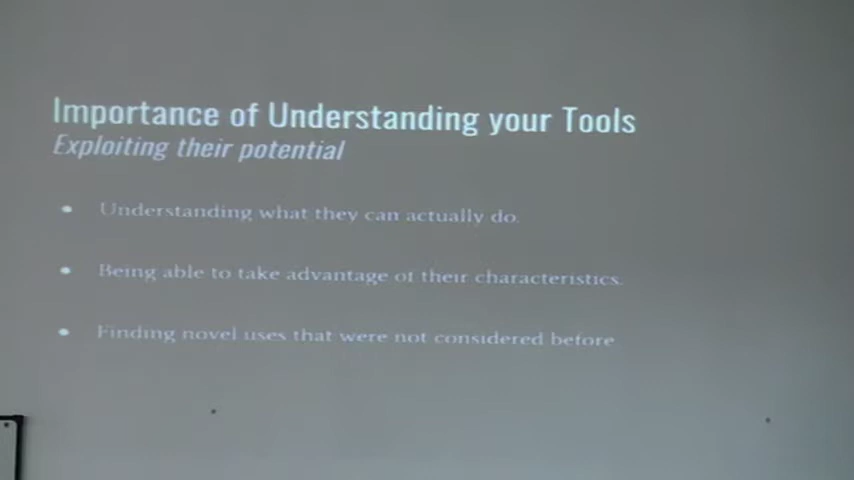 Importance of Understanding your Tools
Exploiting their potential
• Understanding what they can actually do.
• Being able to take advantage of their characteristics.
• Finding novel uses that were not considered before.